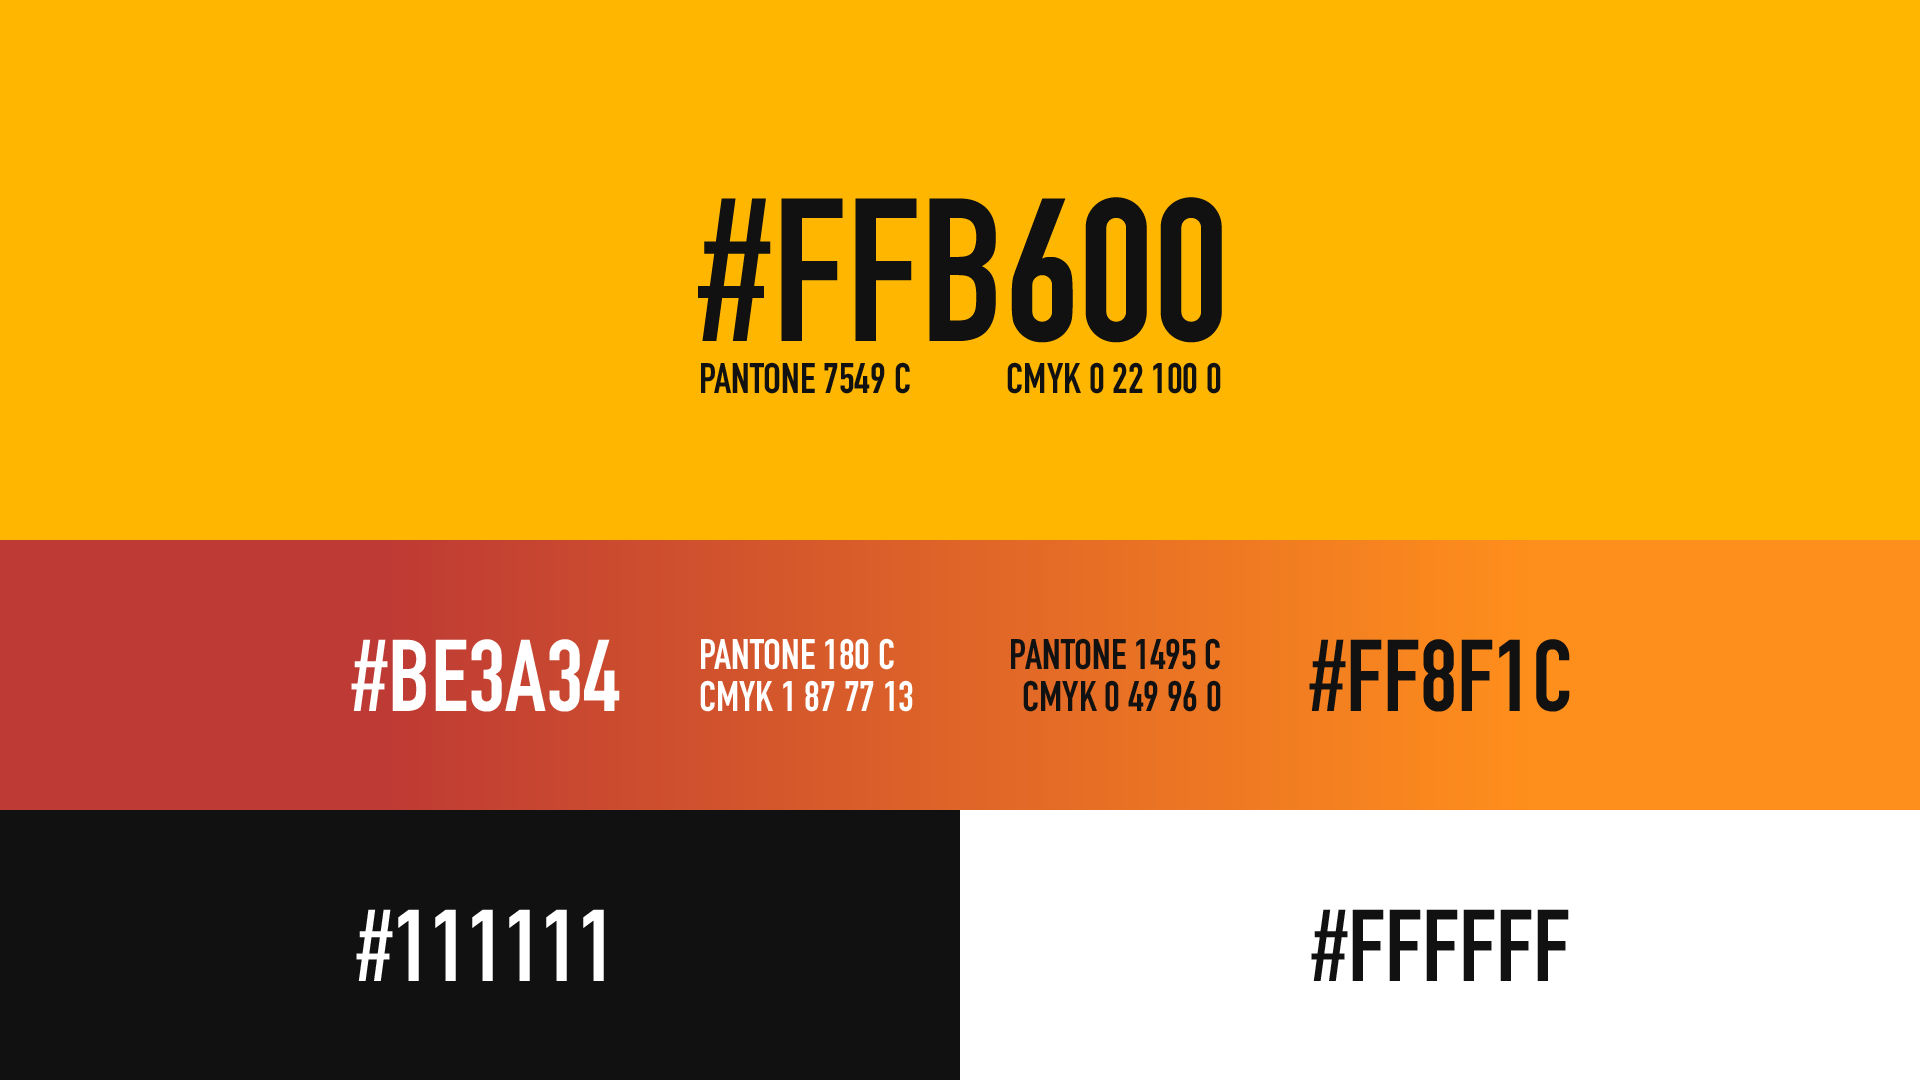 #FFB600
PANTONE 7549 C
CMYK 0 22 100 0
#BE3A34
PANTONE 180 C
CMYK 1 87 77 13
PANTONE 1495 C
CMYK 0 49 96 0
#FF8F1C
#111111
#FFFFFF